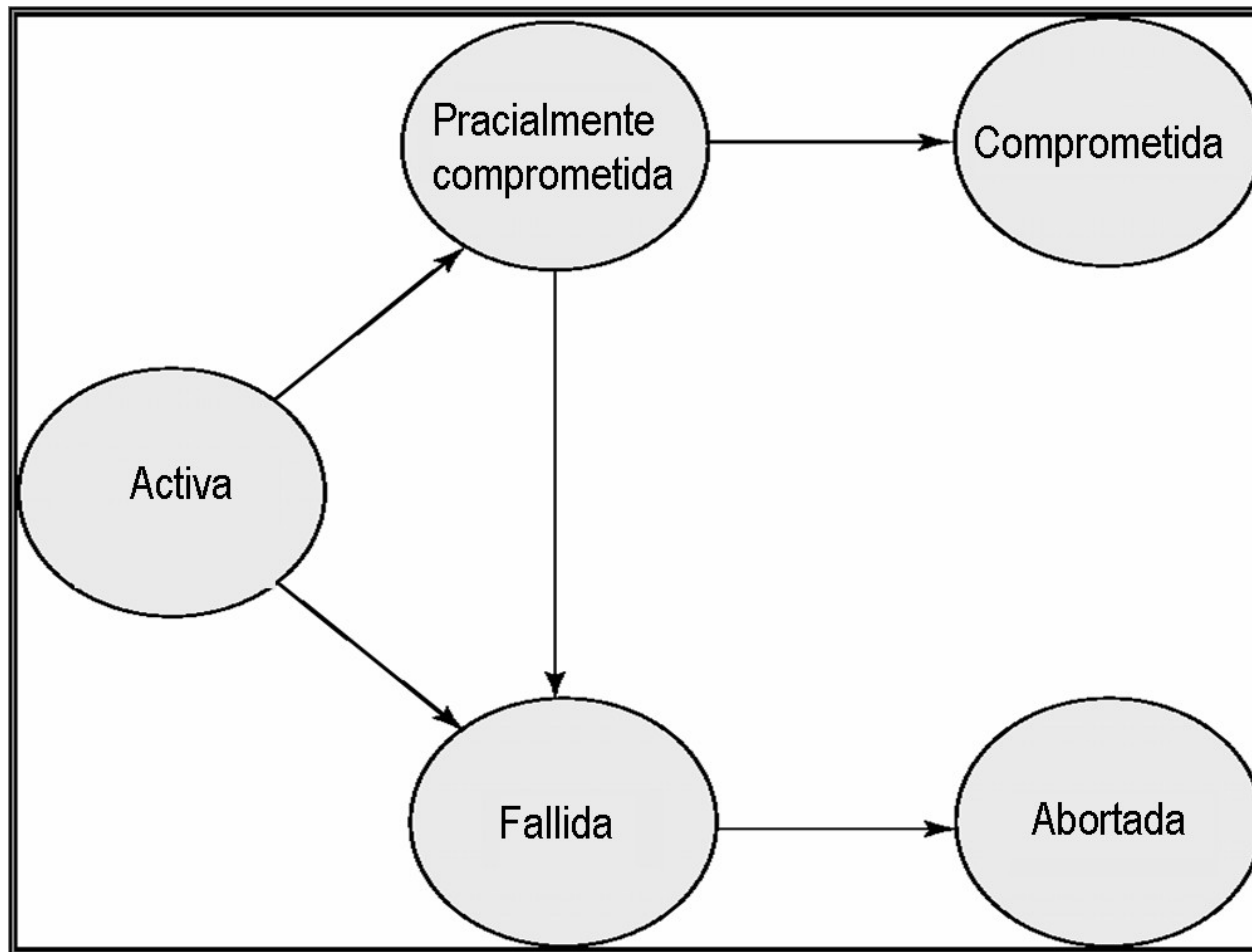 Pracialmente
comprometida
Comprometida
Activa
Fallida
Abortada